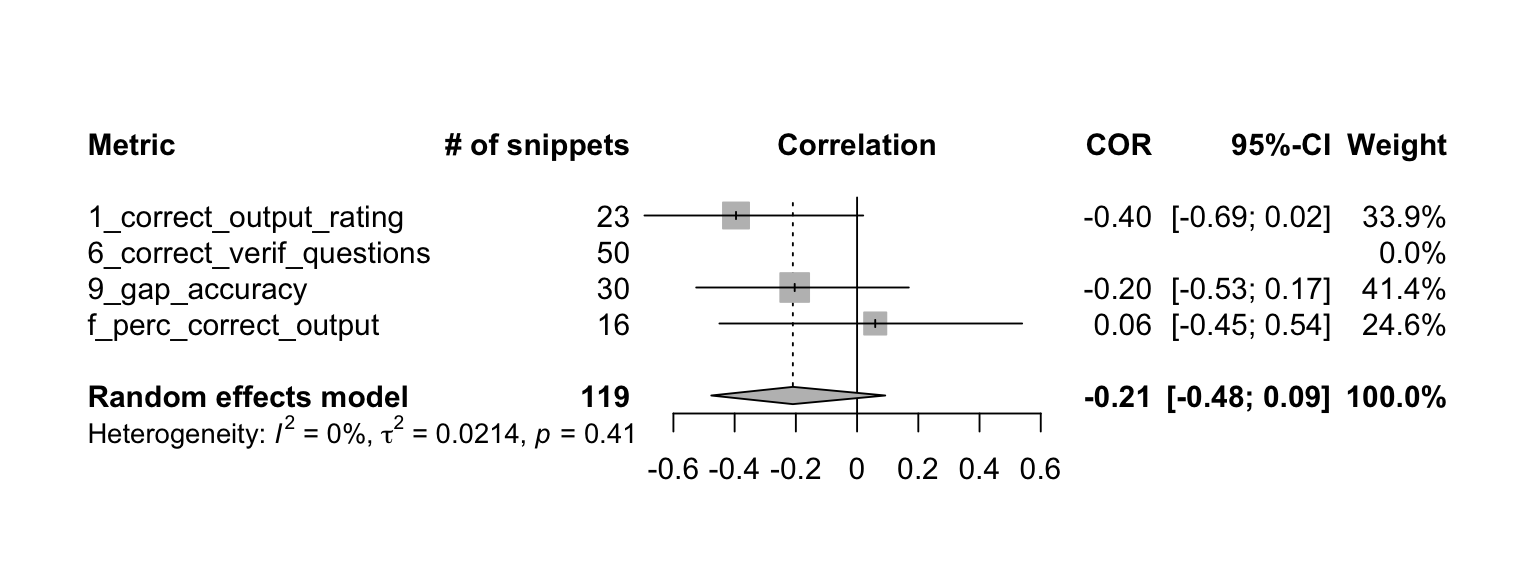 Metric # of snippets Correlation COR 95%-CI Weight
1_correct_output_rating 23 -0.40 [-0.69; 0.02] 33.9%
6_correct_verif_questions 50 0.0%
9_gap_accuracy 30 -0.20 [-0.53; 0.17] 41.4%
f_perc_correct_output 16 0.06 [-0.45; 0.54] 24.6%
Random effects model 119 -0.21 [-0.48; 0.09] 100.0%
Heterogeneity: I² = 0%, τ² = 0.0214, p = 0.41
-0.6 -0.4 -0.2 0 0.2 0.4 0.6